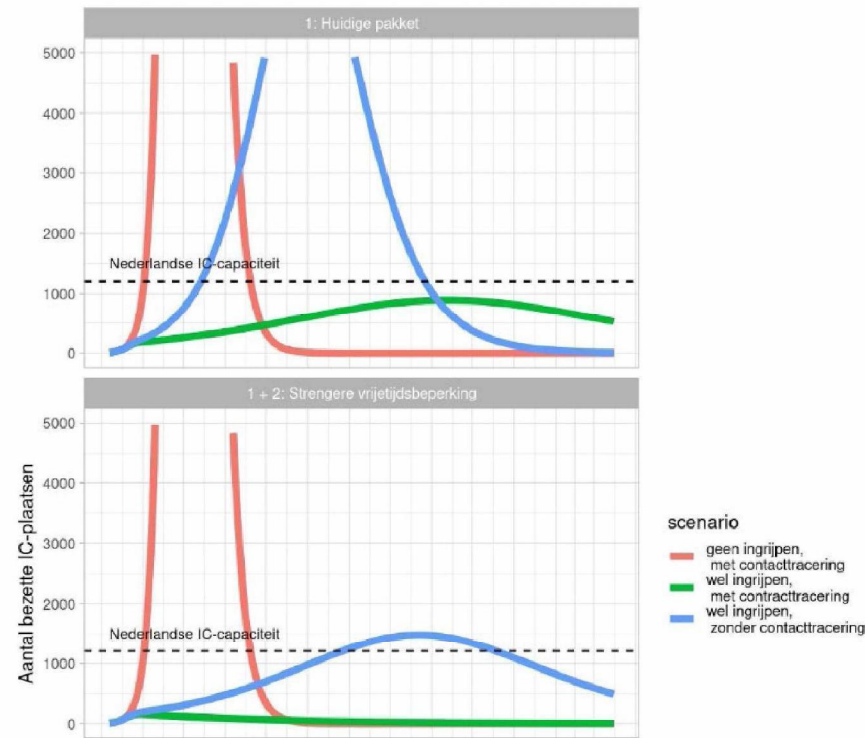 1: Huidige pakket
5000
4000
3000
2000
Nederlandse IC-capaciteit
1000
0
1 + 2: Strengere vrijetijdsbeperking
5000
4000
3000
2000
Nederlandse IC-capaciteit
1000
0
Aantal bezette IC-plaatsen
scenario
geen ingrijpen,
met contacttracering
wel ingrijpen,
met contracttracering
wel ingrijpen,
zonder contacttracering